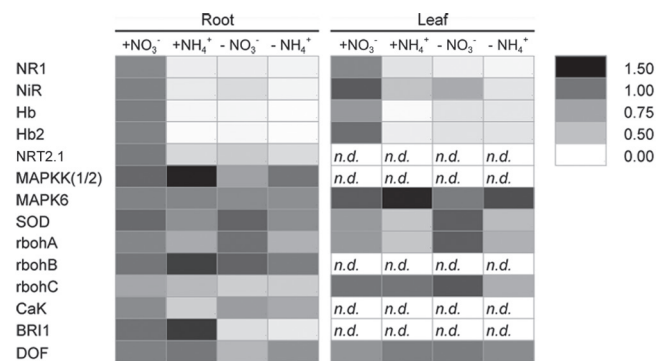 Root Leaf
+NO₃⁻ +NH₄⁺ - NO₃⁻ - NH₄⁺ +NO₃⁻ +NH₄⁺ - NO₃⁻ - NH₄⁺
NR1 1.50
NiR 1.00
Hb 0.75
Hb2 0.50
NRT2.1 n.d. n.d. n.d. n.d. 0.00
MAPKK(1/2) n.d. n.d. n.d. n.d.
MAPK6
SOD
rbohA
rbohB n.d. n.d. n.d. n.d.
rbohC
CaK n.d. n.d. n.d. n.d.
BRI1 n.d. n.d. n.d. n.d.
DOF